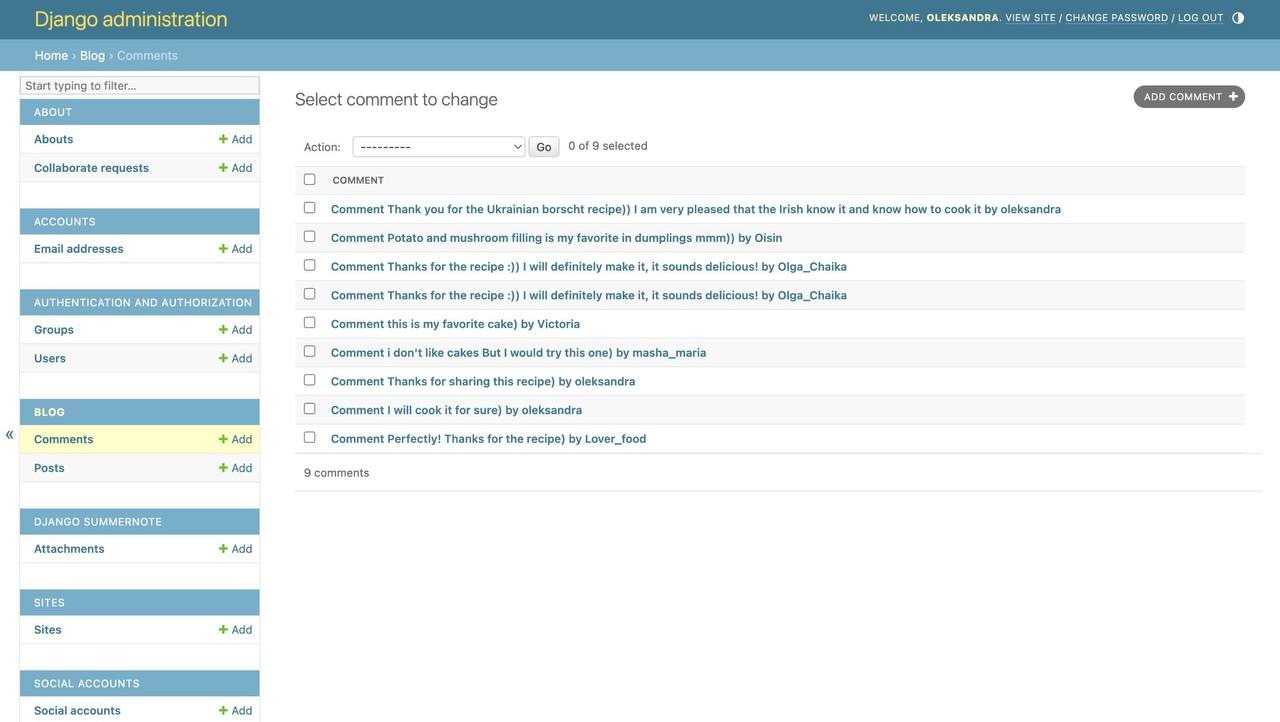 Django administration
WELCOME, OLEKSANDRA. VIEW SITE / CHANGE PASSWORD / LOG OUT
Home › Blog › Comments
Start typing to filter...
ABOUT
Abouts + Add
Collaborate requests + Add
ACCOUNTS
Email addresses + Add
AUTHENTICATION AND AUTHORIZATION
Groups + Add
Users + Add
BLOG
Comments + Add
Posts + Add
DJANGO SUMMERNOTE
Attachments + Add
SITES
Sites + Add
SOCIAL ACCOUNTS
Social accounts + Add
«
Select comment to change
ADD COMMENT +
Action: --------- Go 0 of 9 selected
COMMENT
Comment Thank you for the Ukrainian borscht recipe)) I am very pleased that the Irish know it and know how to cook it by oleksandra
Comment Potato and mushroom filling is my favorite in dumplings mmm)) by Oisin
Comment Thanks for the recipe :)) I will definitely make it, it sounds delicious! by Olga_Chaika
Comment Thanks for the recipe :)) I will definitely make it, it sounds delicious! by Olga_Chaika
Comment this is my favorite cake) by Victoria
Comment i don't like cakes But I would try this one) by masha_maria
Comment Thanks for sharing this recipe) by oleksandra
Comment I will cook it for sure) by oleksandra
Comment Perfectly! Thanks for the recipe) by Lover_food
9 comments